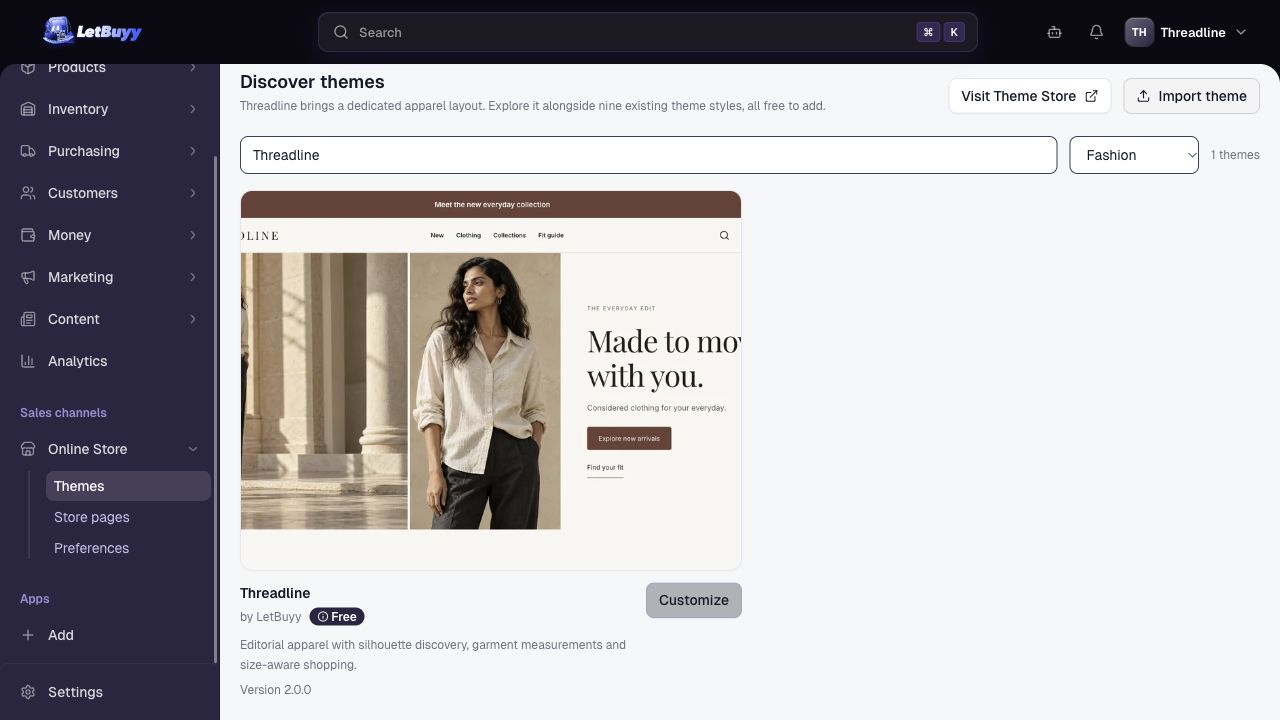 LetBuyy
Search
⌘ K
TH
Threadline
Products
Inventory
Purchasing
Customers
Money
Marketing
Content
Analytics
Sales channels
Online Store
Themes
Store pages
Preferences
Apps
Add
Settings
Discover themes
Threadline brings a dedicated apparel layout. Explore it alongside nine existing theme styles, all free to add.
Visit Theme Store
Import theme
Threadline
Fashion
1 themes
Meet the new everyday collection
DLINE
New Clothing Collections Fit guide
THE EVERYDAY EDIT
Made to mov
with you.
Considered clothing for your everyday.
Explore new arrivals
Find your fit
Threadline
Customize
by LetBuyy
Free
Editorial apparel with silhouette discovery, garment measurements and
size-aware shopping.
Version 2.0.0